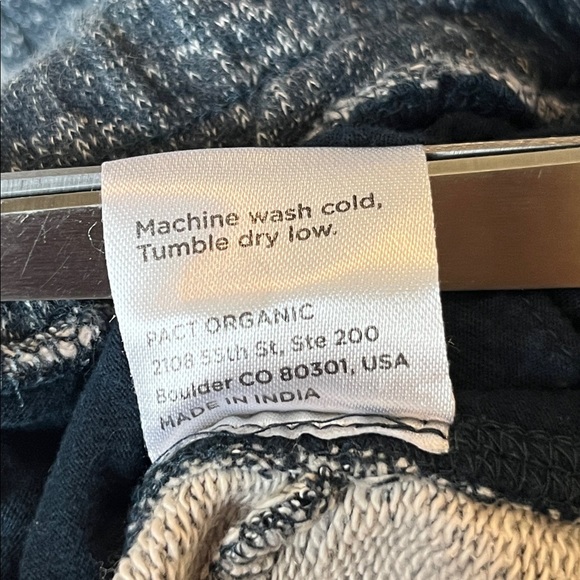 Machine wash cold,
Tumble dry low.
PACT ORGANIC
2108 55th St, Ste 200
Boulder CO 80301, USA
MADE IN INDIA